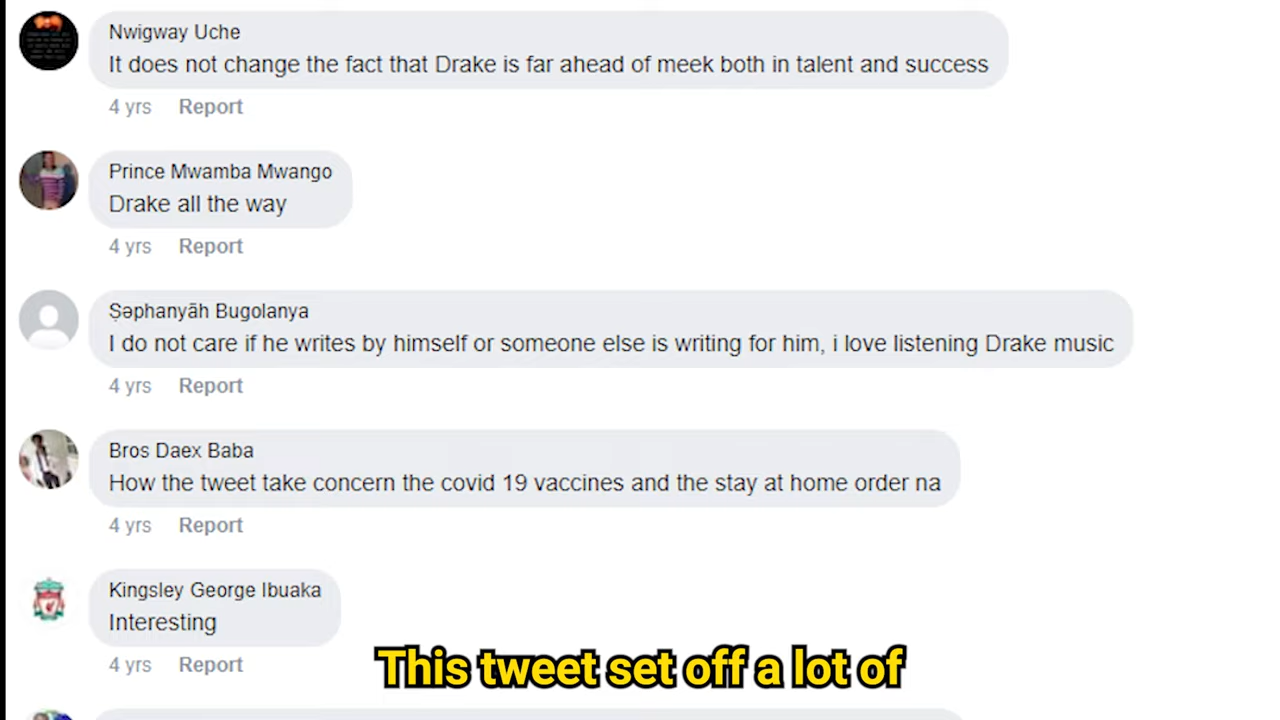 Nwigway Uche
It does not change the fact that Drake is far ahead of meek both in talent and success
4 yrs Report
Prince Mwamba Mwango
Drake all the way
4 yrs Report
Ṣəphanyāh Bugolanya
I do not care if he writes by himself or someone else is writing for him, i love listening Drake music
4 yrs Report
Bros Daex Baba
How the tweet take concern the covid 19 vaccines and the stay at home order na
4 yrs Report
Kingsley George Ibuaka
Interesting
4 yrs Report
This tweet set off a lot of